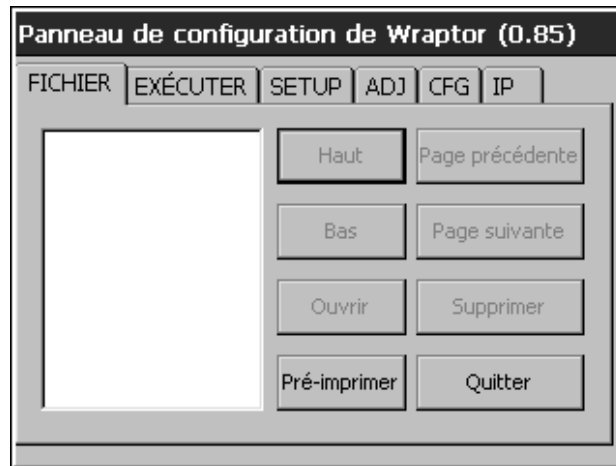 Panneau de configuration de Wraptor (0.85)
FICHIER EXÉCUTER SETUP ADJ CFG IP
Haut Page précédente
Bas Page suivante
Ouvrir Supprimer
Pré-imprimer Quitter